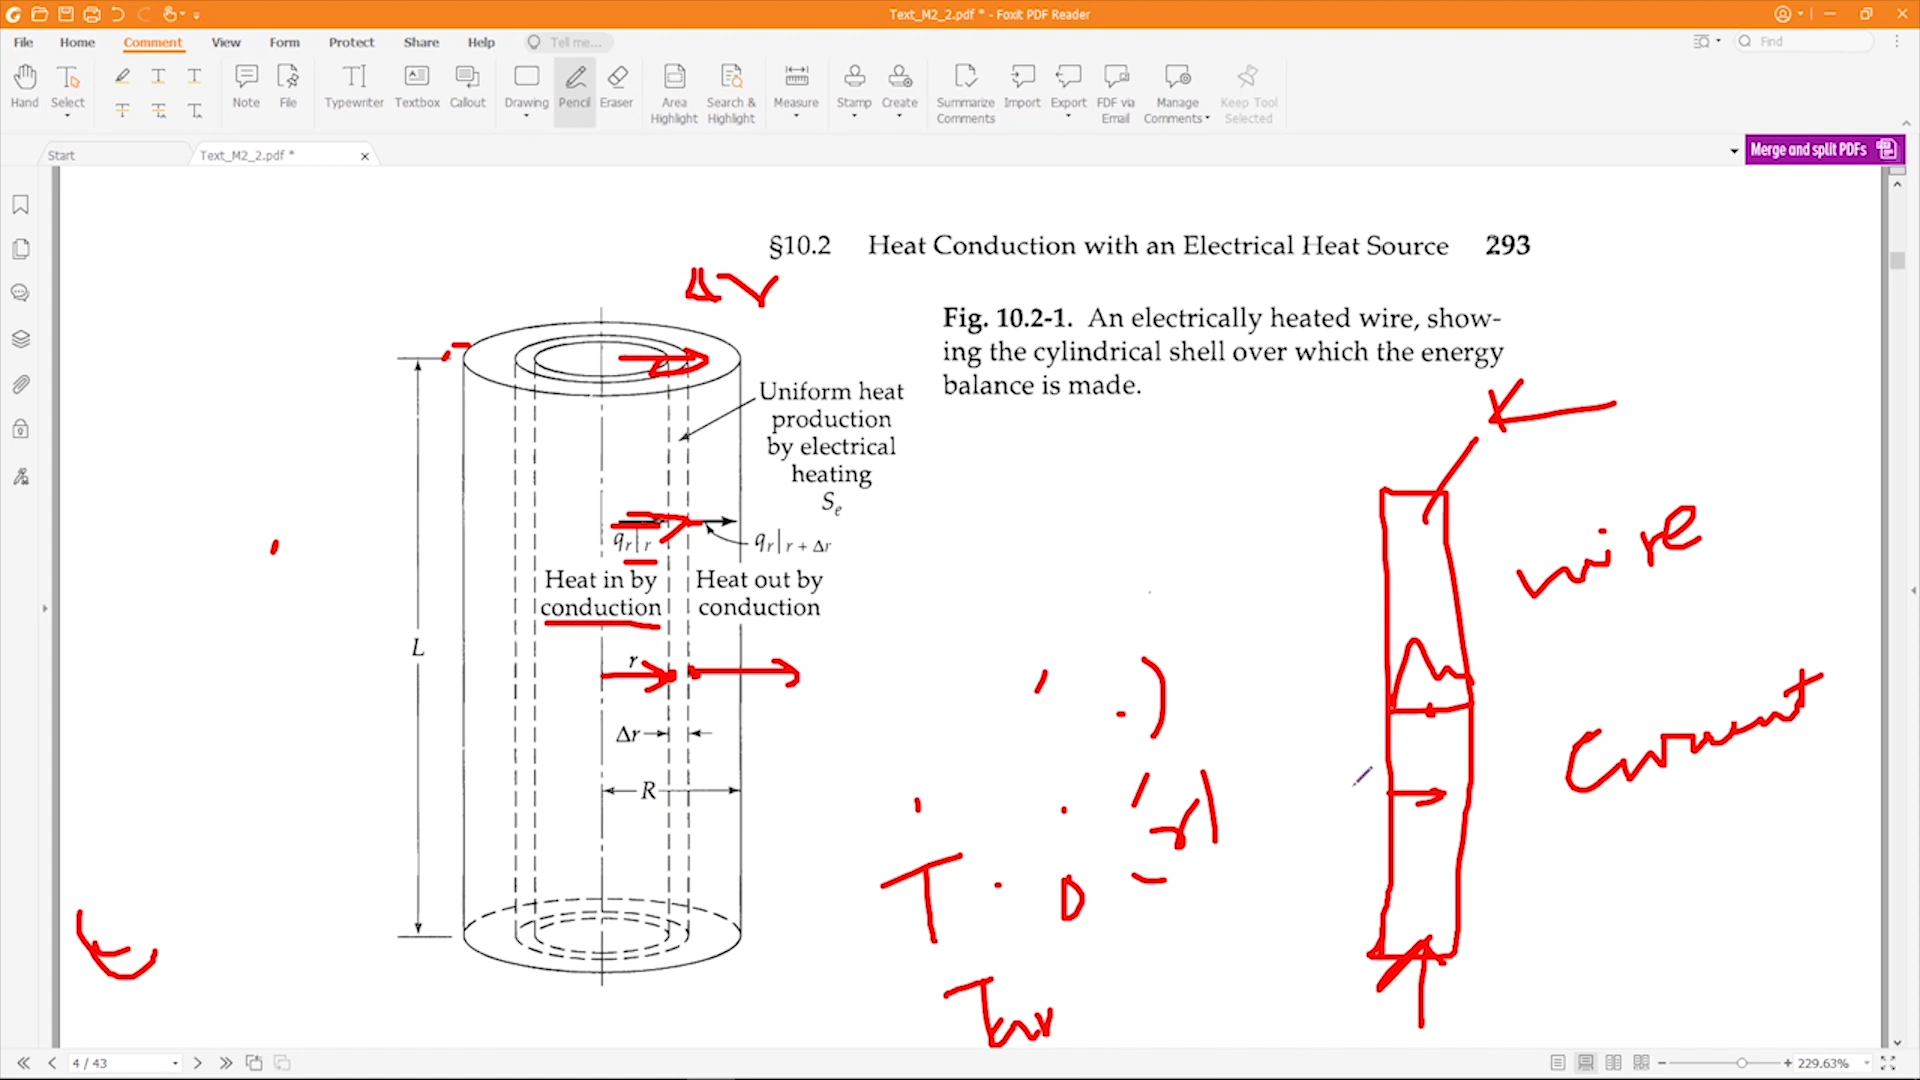 Text_M2_2.pdf * - Foxit PDF Reader
File Home Comment View Form Protect Share Help Tell me... Find
Hand Select Note File Typewriter Textbox Callout Drawing Pencil Eraser Area Highlight Search & Highlight Measure Stamp Create Summarize Comments Import Export FDF via Email Manage Comments Keep Tool Selected
Start Text_M2_2.pdf * Merge and split PDFs
§10.2 Heat Conduction with an Electrical Heat Source 293
ΔV
Fig. 10.2-1. An electrically heated wire, show-
ing the cylindrical shell over which the energy
balance is made.
Uniform heat
production
by electrical
heating
Se
qr|r
qr|r + Δr
Heat in by
conduction
Heat out by
conduction
L
r
Δr
R
wire
Current
T
4 / 43
229.63%